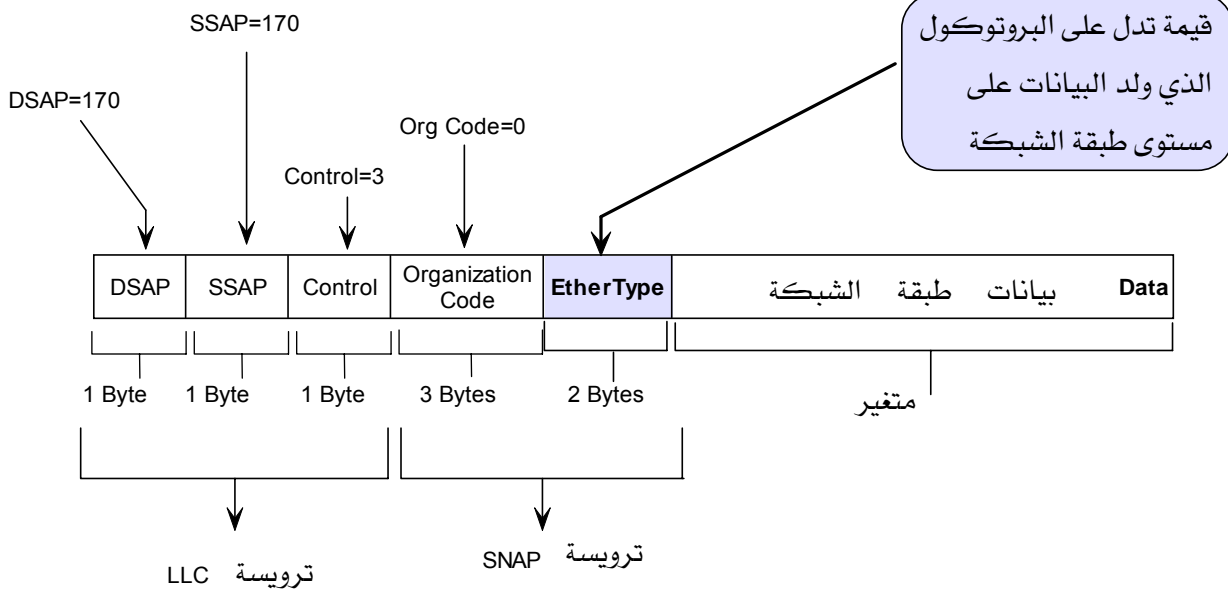 SSAP=170
قيمة تدل على البروتوكول
الذي ولد البيانات على
مستوى طبقة الشبكة
DSAP=170
Org Code=0
Control=3
DSAP
SSAP
Control
Organization
Code
EtherType
بيانات طبقة الشبكة
Data
1 Byte
1 Byte
1 Byte
3 Bytes
2 Bytes
متغير
ترويسة LLC
ترويسة SNAP